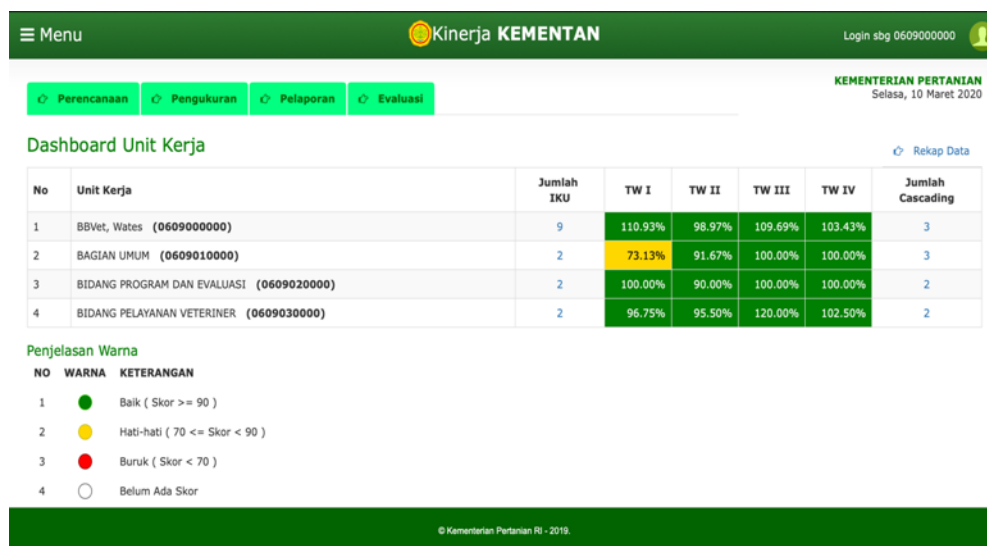 Menu
Kinerja KEMENTAN
Login sbg 0609000000
KEMENTERIAN PERTANIAN
Selasa, 10 Maret 2020
Perencanaan Pengukuran Pelaporan Evaluasi
Dashboard Unit Kerja
Rekap Data
No Unit Kerja Jumlah IKU TW I TW II TW III TW IV Jumlah Cascading
1 BBVet, Wates (0609000000) 9 110.93% 98.97% 109.69% 103.43% 3
2 BAGIAN UMUM (0609010000) 2 73.13% 91.67% 100.00% 100.00% 3
3 BIDANG PROGRAM DAN EVALUASI (0609020000) 2 100.00% 90.00% 100.00% 100.00% 2
4 BIDANG PELAYANAN VETERINER (0609030000) 2 96.75% 95.50% 120.00% 102.50% 2
Penjelasan Warna
NO WARNA KETERANGAN
1 Baik ( Skor >= 90 )
2 Hati-hati ( 70 <= Skor < 90 )
3 Buruk ( Skor < 70 )
4 Belum Ada Skor
© Kementerian Pertanian RI - 2019.